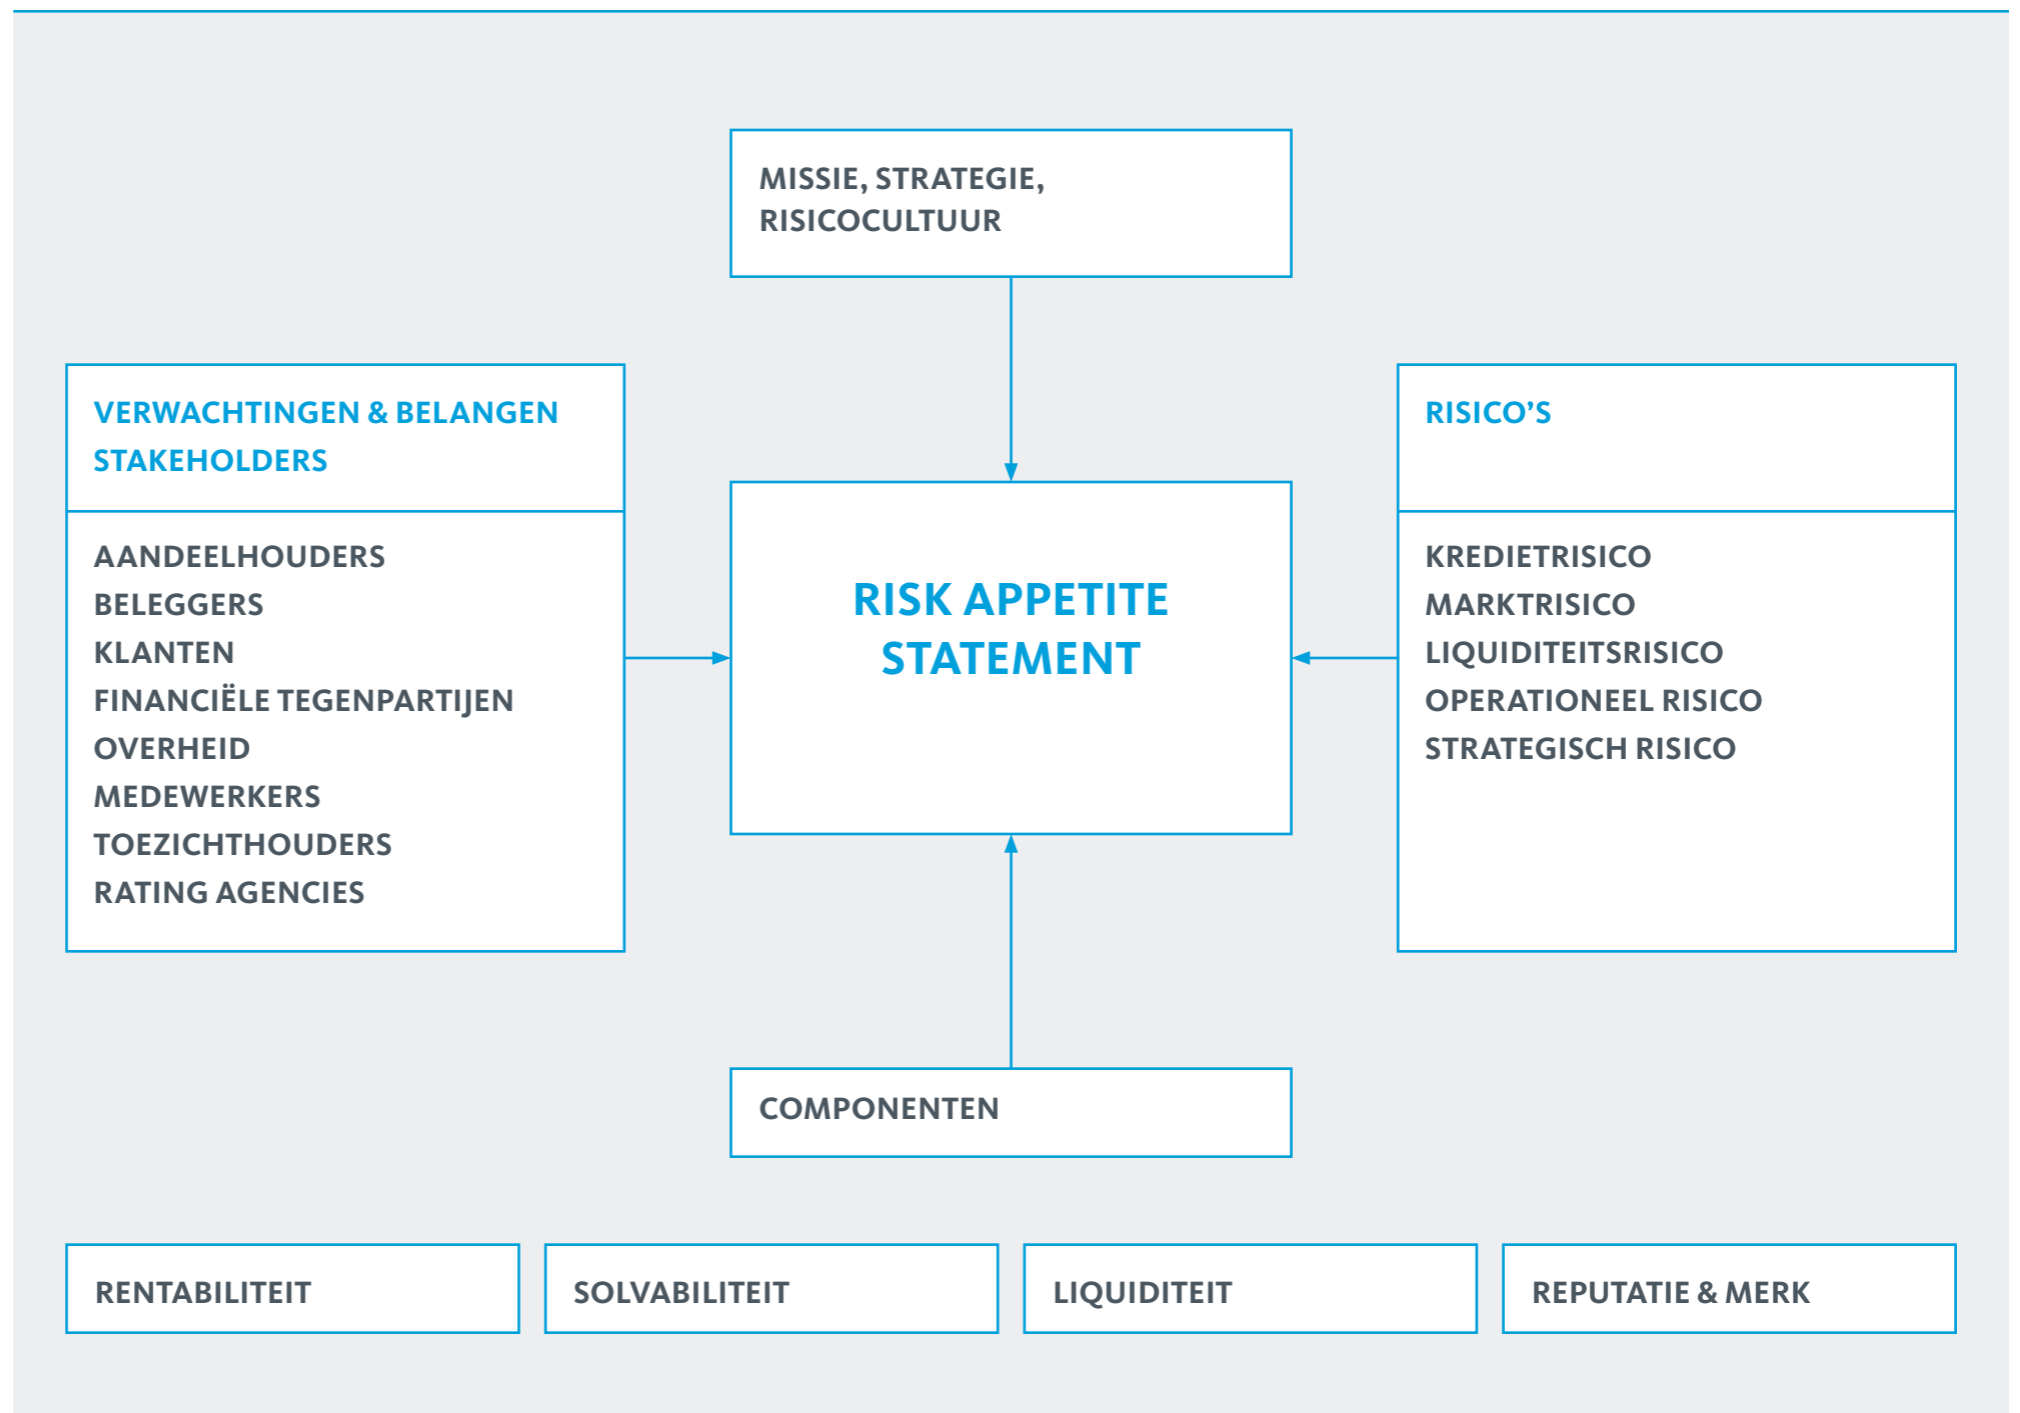 MISSIE, STRATEGIE,
RISICOCULTUUR
VERWACHTINGEN & BELANGEN
STAKEHOLDERS
AANDEELHOUDERS
BELEGGERS
KLANTEN
FINANCIËLE TEGENPARTIJEN
OVERHEID
MEDEWERKERS
TOEZICHTHOUDERS
RATING AGENCIES
RISK APPETITE
STATEMENT
RISICO’S
KREDIETRISICO
MARKTRISICO
LIQUIDITEITSRISICO
OPERATIONEEL RISICO
STRATEGISCH RISICO
COMPONENTEN
RENTABILITEIT
SOLVABILITEIT
LIQUIDITEIT
REPUTATIE & MERK